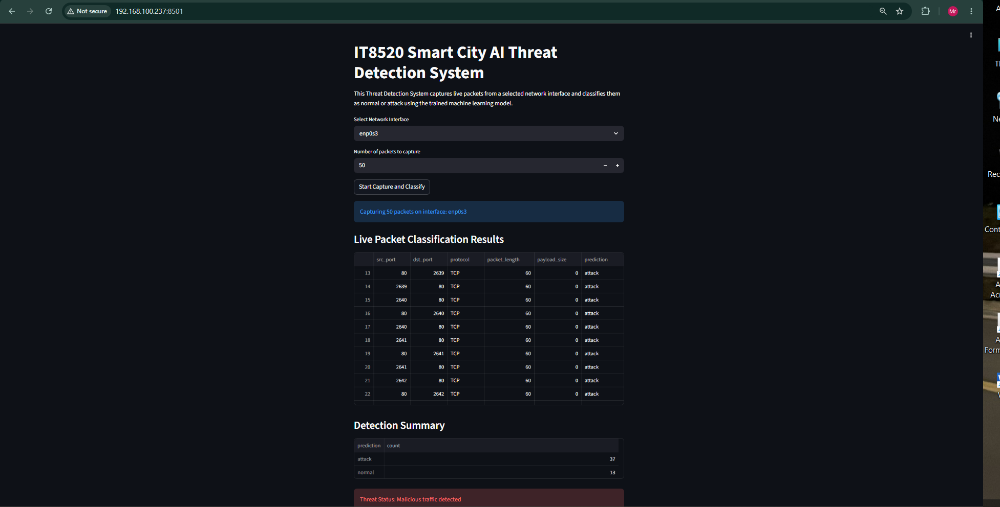 Not secure
192.168.100.237:8501
Mr
IT8520 Smart City AI Threat
Detection System
This Threat Detection System captures live packets from a selected network interface and classifies them
as normal or attack using the trained machine learning model.
Select Network Interface
enp0s3
Number of packets to capture
50
Start Capture and Classify
Capturing 50 packets on interface: enp0s3
Live Packet Classification Results
src_port dst_port protocol packet_length payload_size prediction
13 80 2639 TCP 60 0 attack
14 2639 80 TCP 60 0 attack
15 2640 80 TCP 60 0 attack
16 80 2640 TCP 60 0 attack
17 2640 80 TCP 60 0 attack
18 2641 80 TCP 60 0 attack
19 80 2641 TCP 60 0 attack
20 2641 80 TCP 60 0 attack
21 2642 80 TCP 60 0 attack
22 80 2642 TCP 60 0 attack
Detection Summary
prediction count
attack 37
normal 13
Threat Status: Malicious traffic detected